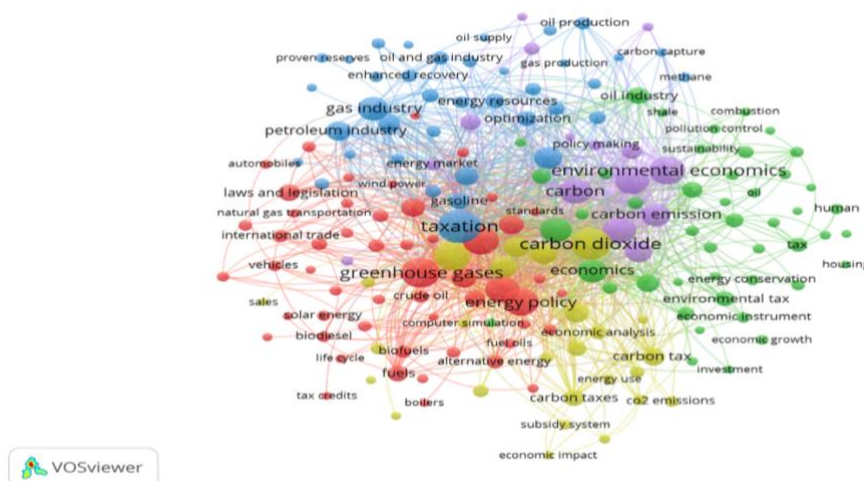 oil production
oil supply
carbon capture
proven reserves
oil and gas industry
gas production
enhanced recovery
methane
gas industry
energy resources
oil industry
shale
combustion
optimization
petroleum industry
pollution control
policy making
sustainability
automobiles
energy market
environmental economics
wind power
laws and legislation
gasoline
carbon
oil
natural gas transportation
standards
carbon emission
human
taxation
international trade
carbon dioxide
tax
vehicles
greenhouse gases
economics
housing
energy conservation
crude oil
energy policy
environmental tax
sales
solar energy
computer simulation
economic instrument
biodiesel
economic analysis
fuel oils
economic growth
biofuels
life cycle
alternative energy
carbon tax
fuels
investment
energy use
tax credits
boilers
carbon taxes
co2 emissions
subsidy system
economic impact
VOSviewer